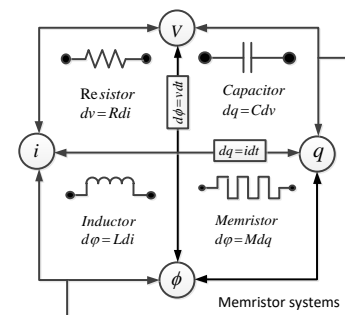 V
Resistor
dv=Rdi
dϕ=vdt
Capacitor
dq=Cdv
i
dq=idt
q
Inductor
dφ=Ldi
Memristor
dφ=Mdq
ϕ
Memristor systems